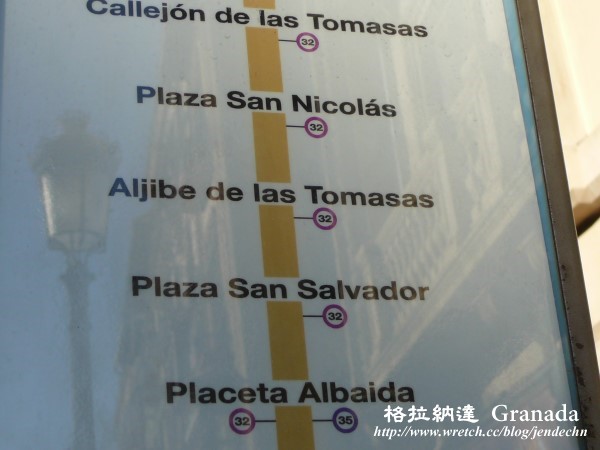 Callejón de las Tomasas
32
Plaza San Nicolás
32
Aljibe de las Tomasas
32
Plaza San Salvador
32
Placeta Albaida
32 35
格拉納達 Granada
http://www.wretch.cc/blog/jendechn